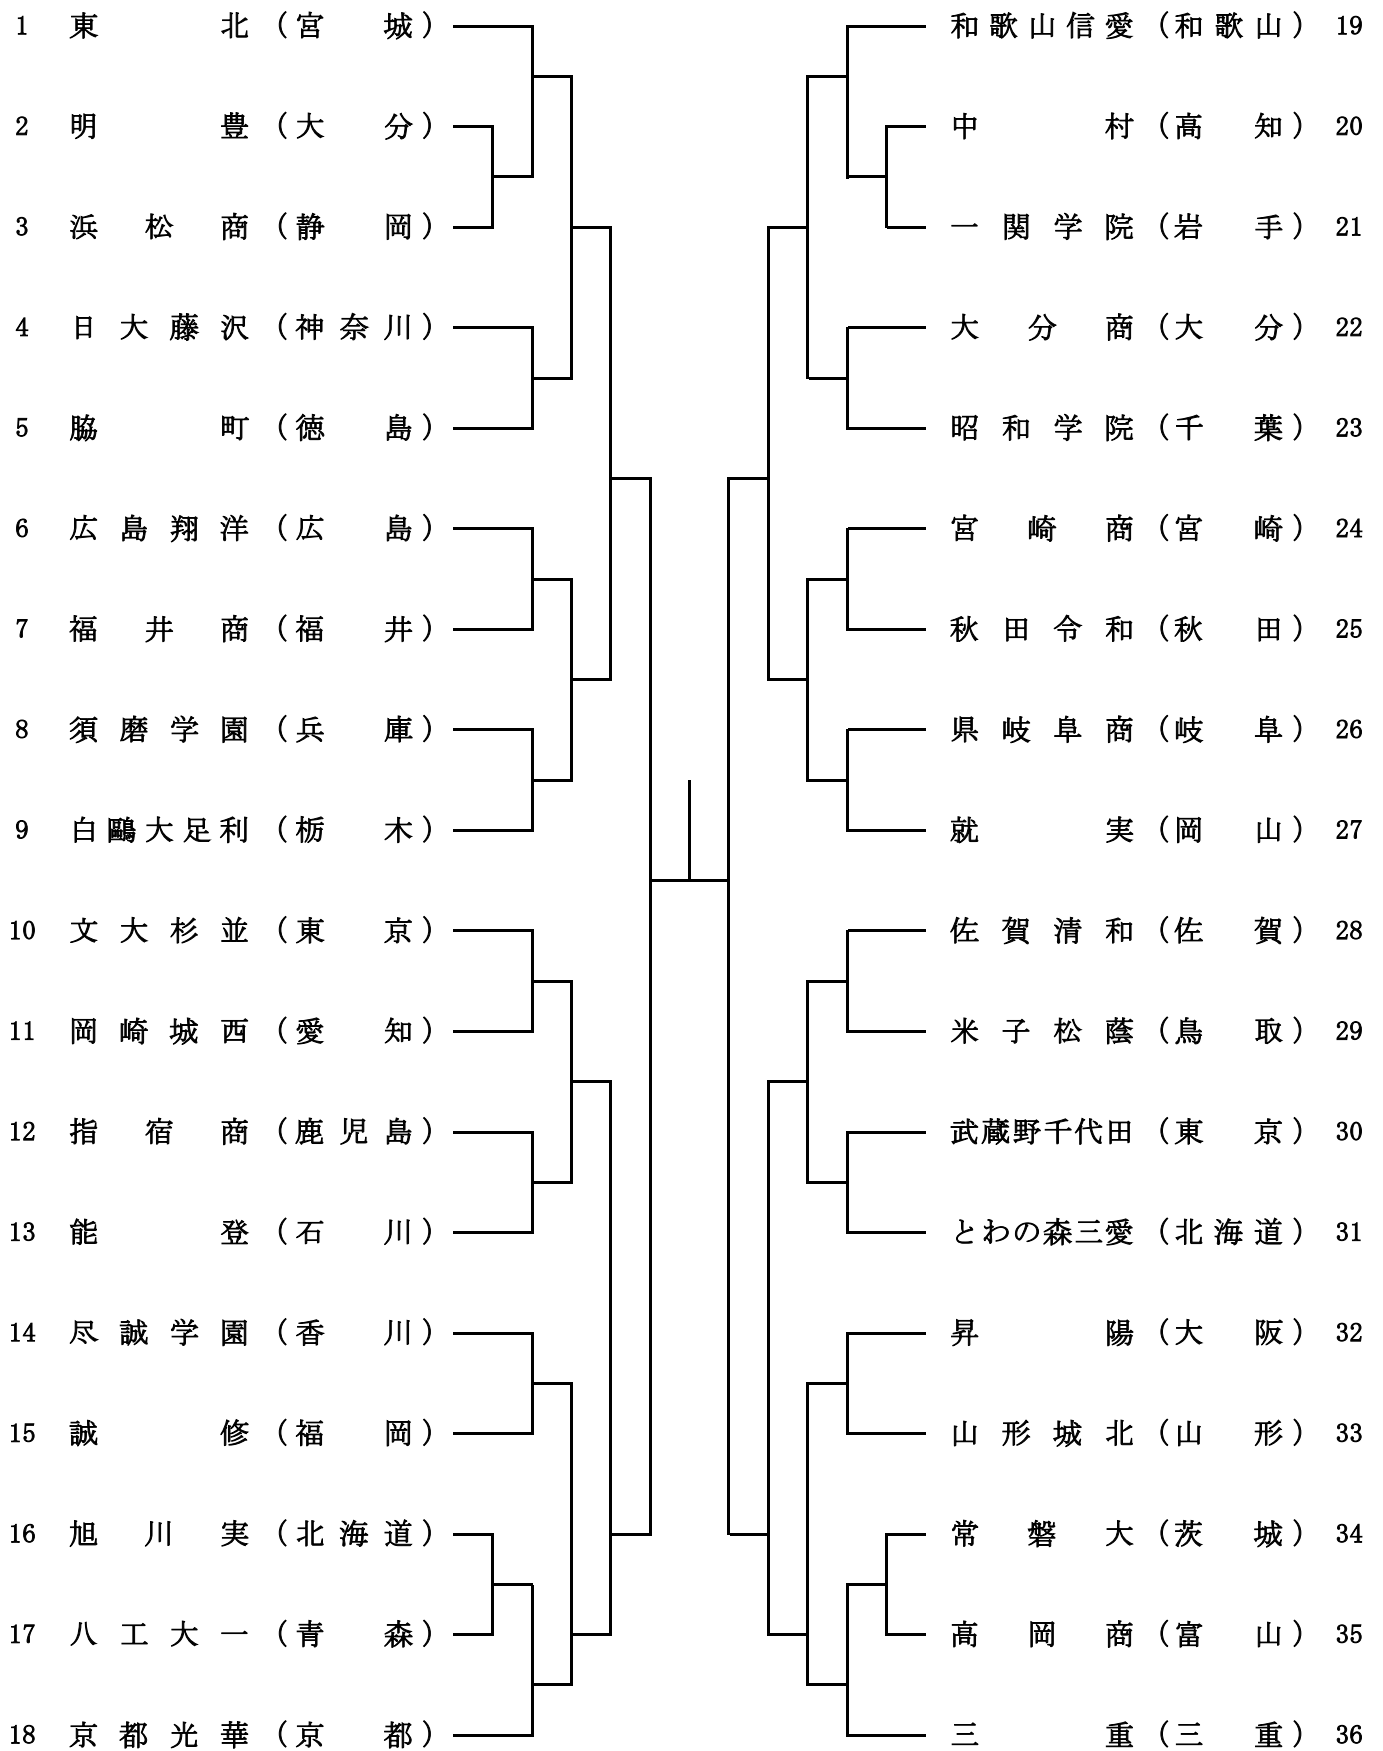 1 東北（宮城）
2 明豊（大分）
3 浜松商（静岡）
4 日大藤沢（神奈川）
5 脇町（徳島）
6 広島翔洋（広島）
7 福井商（福井）
8 須磨学園（兵庫）
9 白鷗大足利（栃木）
10 文大杉並（東京）
11 岡崎城西（愛知）
12 指宿商（鹿児島）
13 能登（石川）
14 尽誠学園（香川）
15 誠修（福岡）
16 旭川実（北海道）
17 八工大一（青森）
18 京都光華（京都）
和歌山信愛（和歌山） 19
中村（高知） 20
一関学院（岩手） 21
大分商（大分） 22
昭和学院（千葉） 23
宮崎商（宮崎） 24
秋田令和（秋田） 25
県岐阜商（岐阜） 26
就実（岡山） 27
佐賀清和（佐賀） 28
米子松蔭（鳥取） 29
武蔵野千代田（東京） 30
とわの森三愛（北海道） 31
昇陽（大阪） 32
山形城北（山形） 33
常磐大（茨城） 34
高岡商（富山） 35
三重（三重） 36